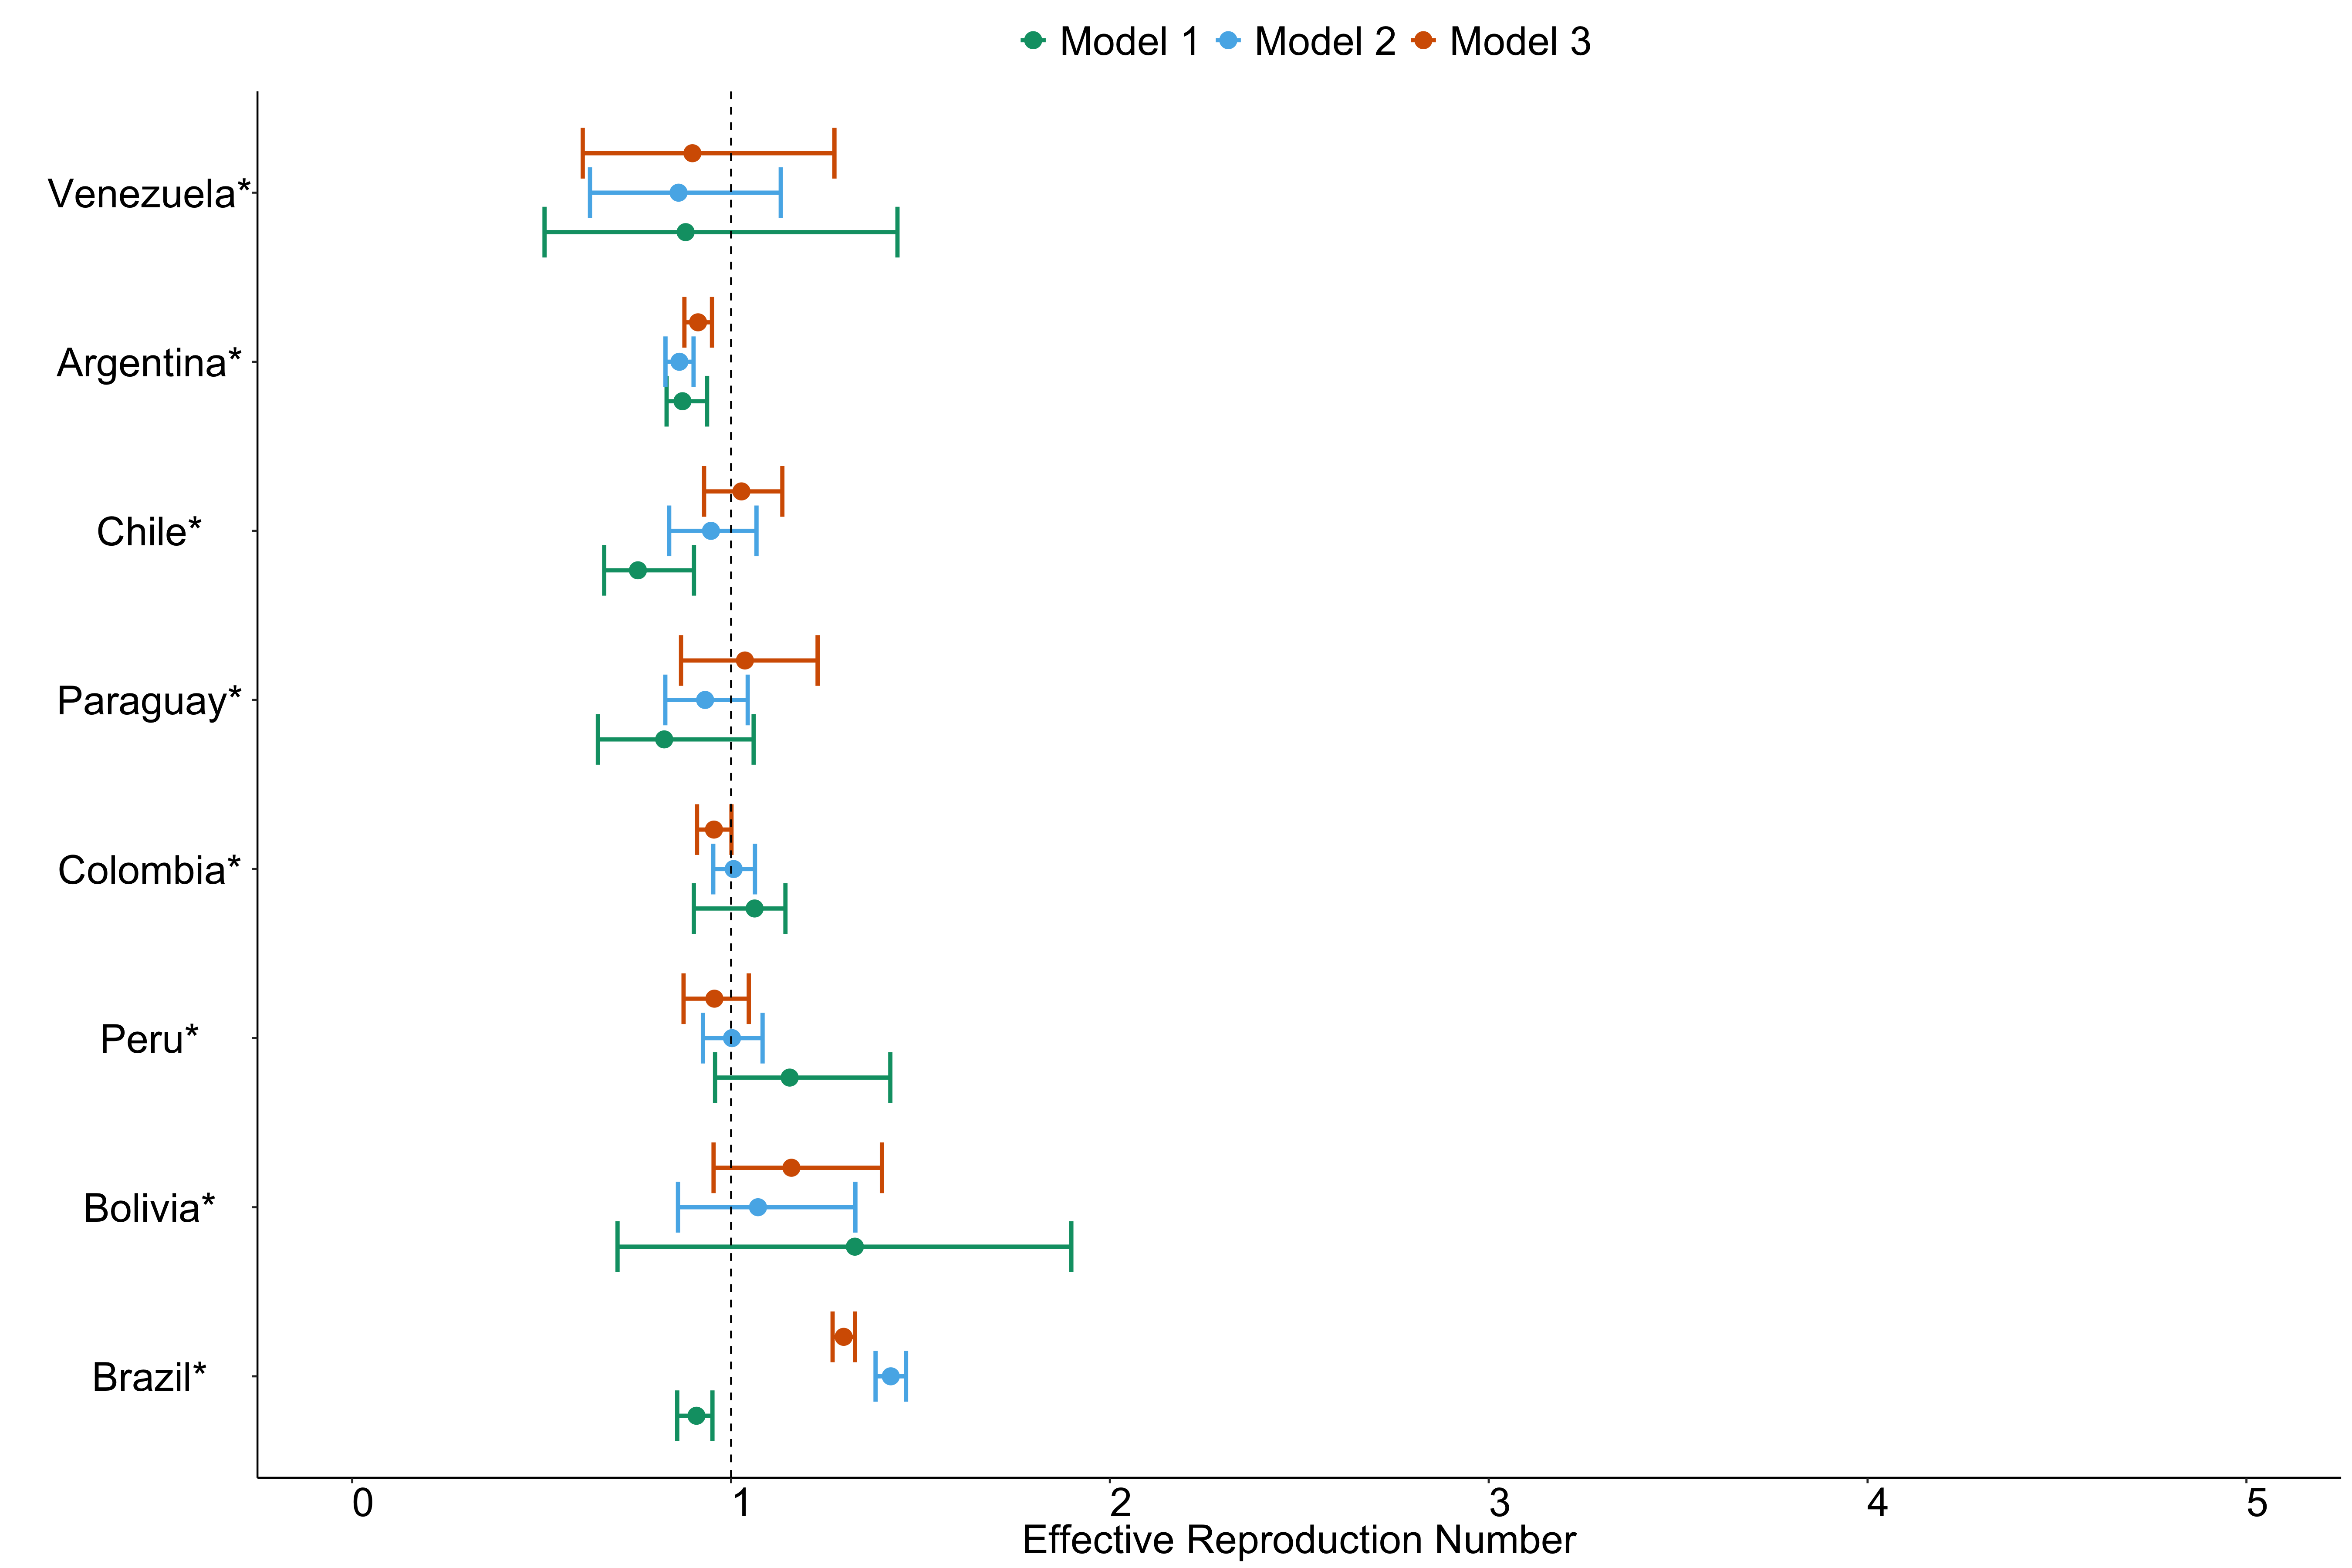 Model 1 Model 2 Model 3
Venezuela*
Argentina*
Chile*
Paraguay*
Colombia*
Peru*
Bolivia*
Brazil*
0 1 2 3 4 5
Effective Reproduction Number